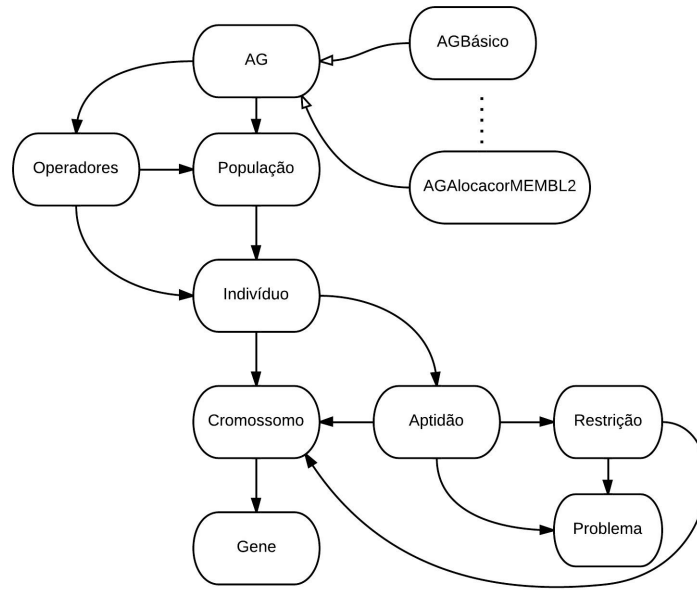 AGBásico
AG
Operadores
População
AGAlocacorMEMBL2
Indivíduo
Cromossomo
Aptidão
Restrição
Gene
Problema